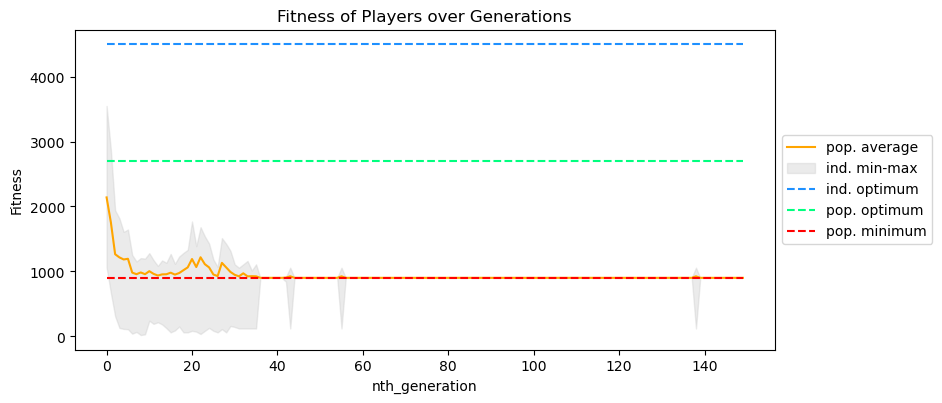 Fitness of Players over Generations
Fitness
4000
3000
2000
1000
0
0 20 40 60 80 100 120 140
nth_generation
pop. average
ind. min-max
ind. optimum
pop. optimum
pop. minimum